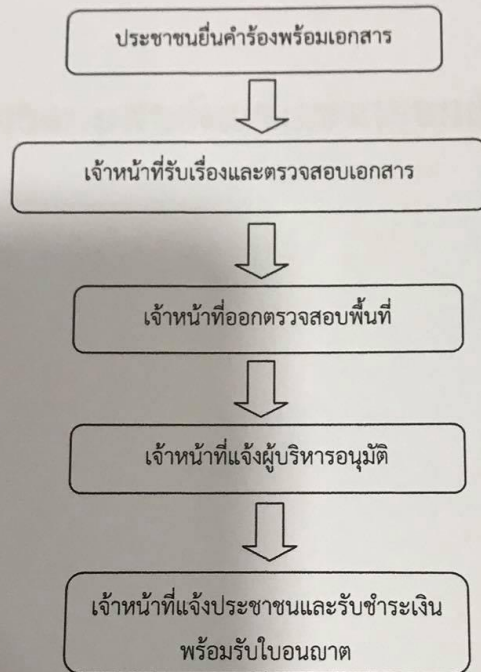 ประชาชนยื่นคำร้องพร้อมเอกสาร
เจ้าหน้าที่รับเรื่องและตรวจสอบเอกสาร
เจ้าหน้าที่ออกตรวจสอบพื้นที่
เจ้าหน้าที่แจ้งผู้บริหารอนุมัติ
เจ้าหน้าที่แจ้งประชาชนและรับชำระเงิน
พร้อมรับใบอนญาต